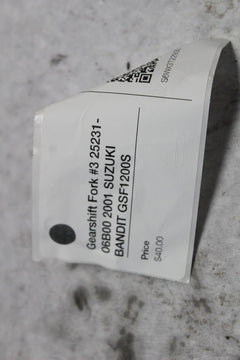 Gearshift Fork #3 25231-
06B00 2001 SUZUKI
BANDIT GSF1200S
Price
$40.00